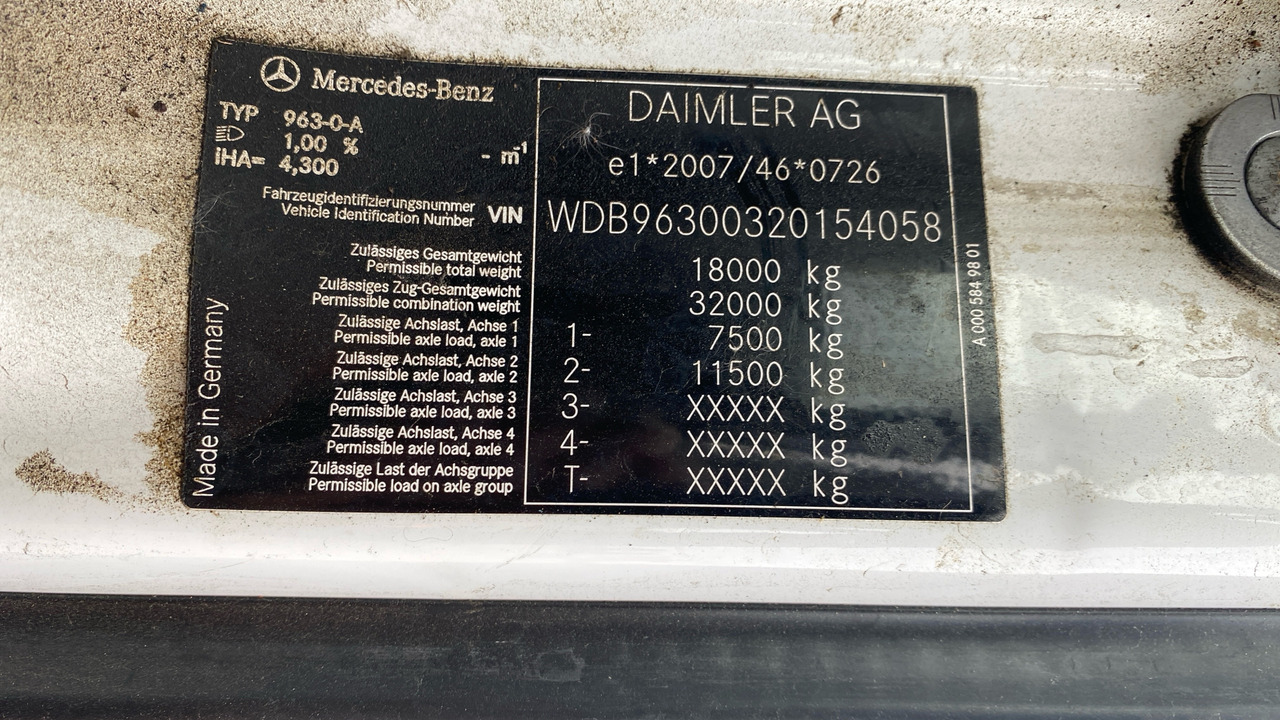 Mercedes-Benz
TYP 963-0-A
1,00 %
iHA= 4,300 - m⁻¹
DAIMLER AG
e1*2007/46*0726
Fahrzeugidentifizierungsnummer
Vehicle Identification Number VIN WDB96300320154058
Zulässiges Gesamtgewicht
Permissible total weight 18000 kg
Zulässiges Zug-Gesamtgewicht
Permissible combination weight 32000 kg
Zulässige Achslast, Achse 1
Permissible axle load, axle 1 1- 7500 kg
Zulässige Achslast, Achse 2
Permissible axle load, axle 2 2- 11500 kg
Zulässige Achslast, Achse 3
Permissible axle load, axle 3 3- XXXXX kg
Zulässige Achslast, Achse 4
Permissible axle load, axle 4 4- XXXXX kg
Zulässige Last der Achsgruppe
Permissible load on axle group T- XXXXX kg
Made in Germany
A 000 584 98 01